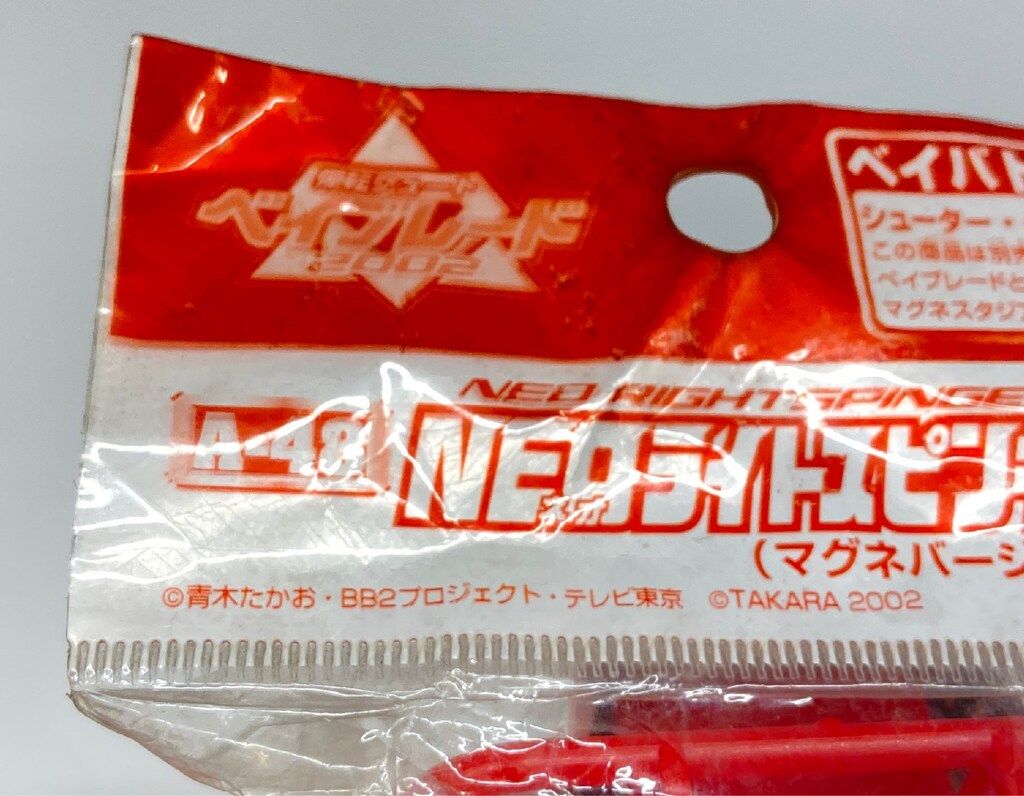 爆転シュート
ベイブレード
2002
ベイバト
シューター・
この商品は別売
ベイブレードと
マグネスタジア
A-48
NEO RIGHT SPINGE
NEOライトスピン
ネオ
(マグネバージ
©青木たかお・BB2プロジェクト・テレビ東京 ©TAKARA 2002